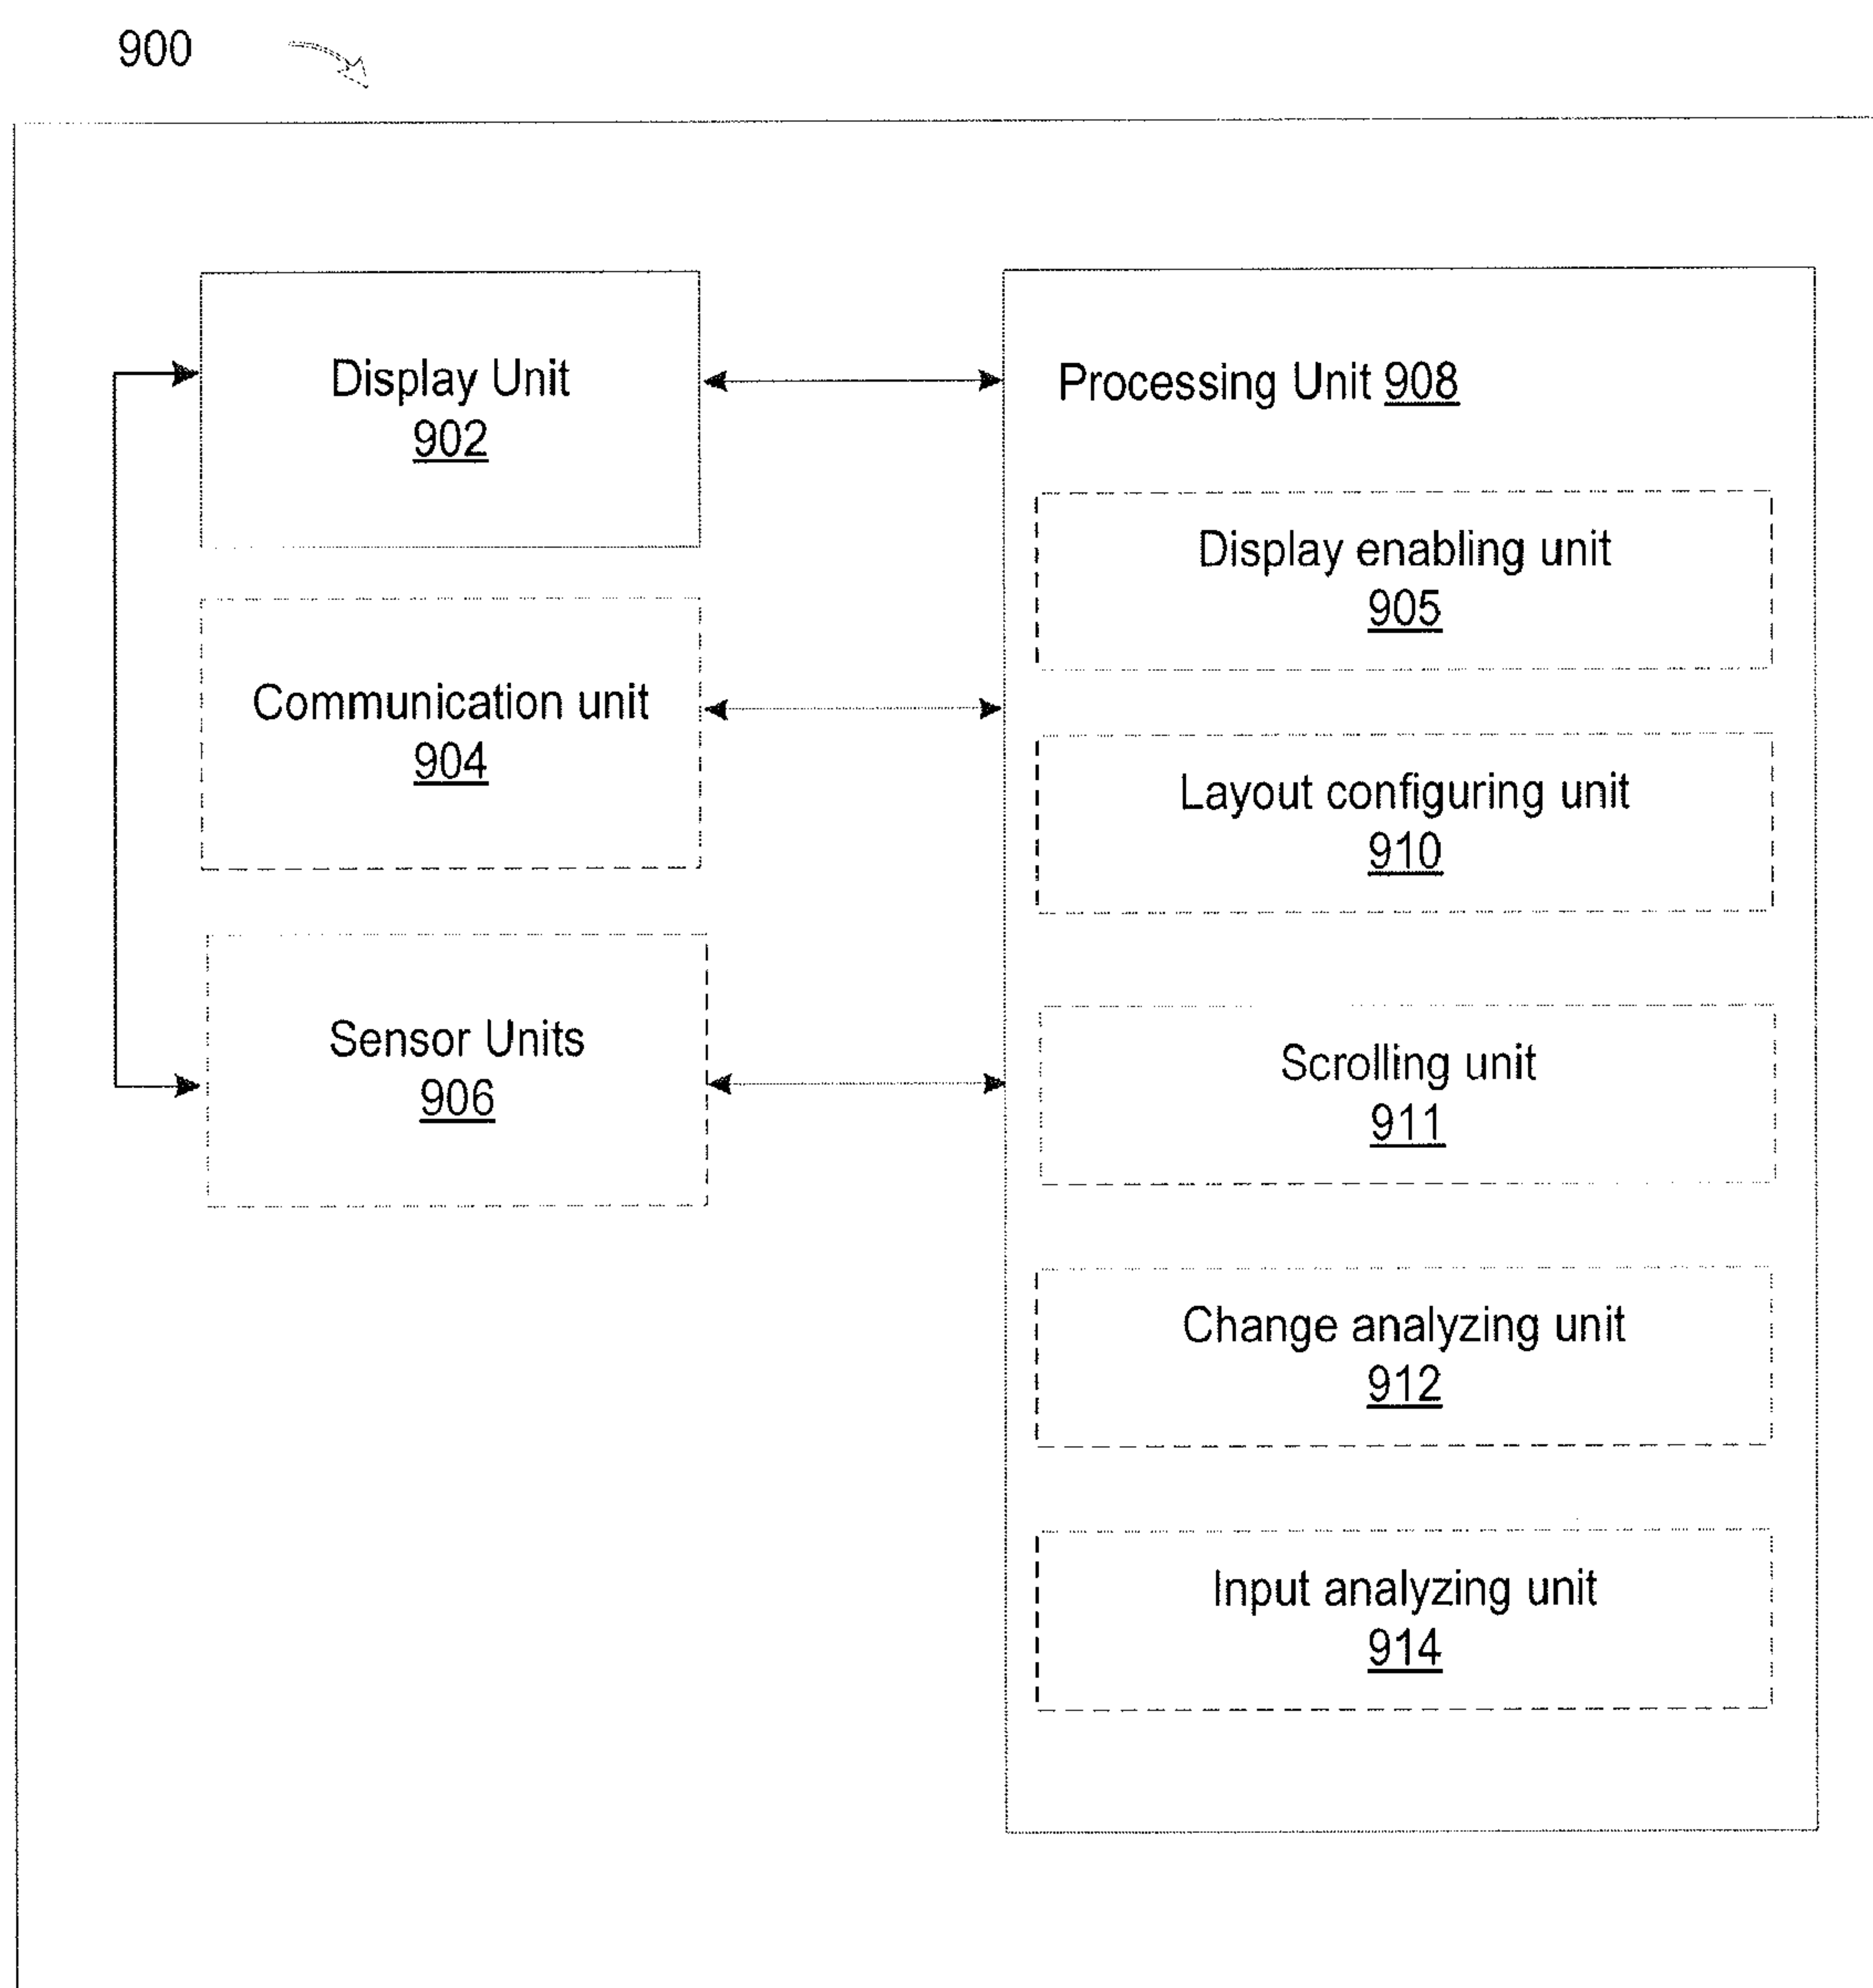 900
Display Unit
902
Communication unit
904
Sensor Units
906
Processing Unit 908
Display enabling unit
905
Layout configuring unit
910
Scrolling unit
911
Change analyzing unit
912
Input analyzing unit
914